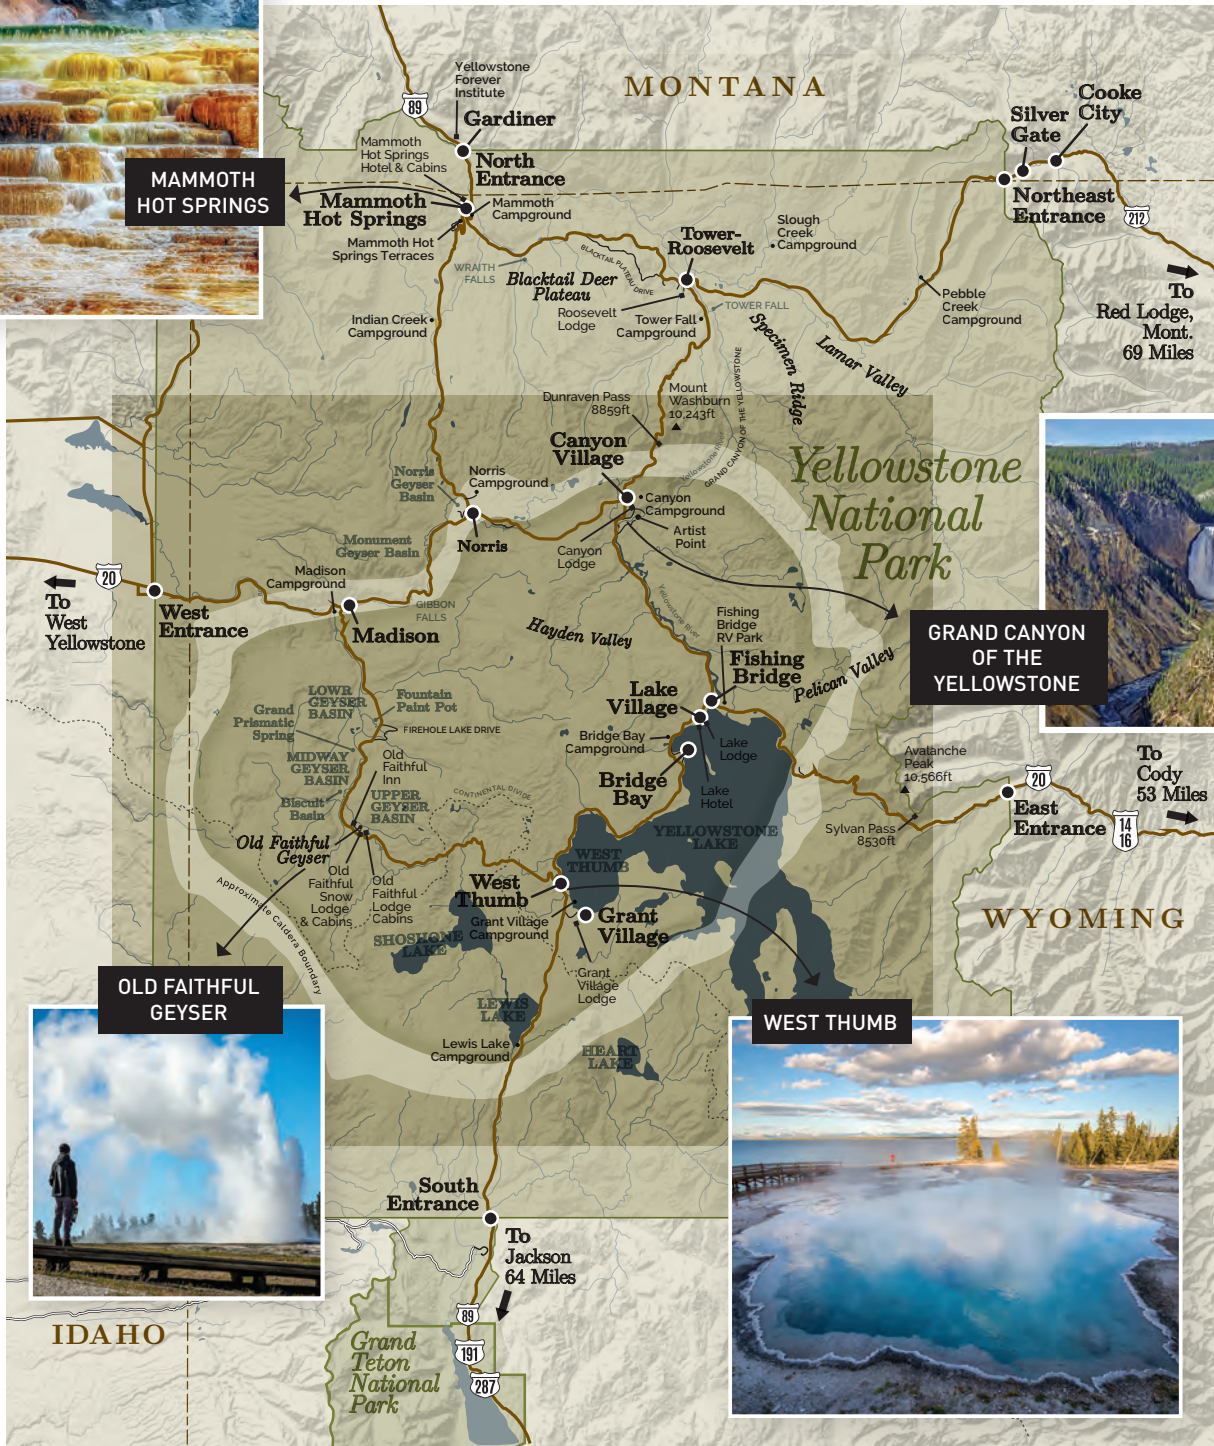 MONTANA
Yellowstone
Forever
Institute
89
Gardiner
Cooke
City
Silver
Gate
Mammoth
Hot Springs
Hotel & Cabins
North
Entrance
MAMMOTH
HOT SPRINGS
Mammoth
Hot Springs
Mammoth
Campground
Northeast
Entrance
212
Mammoth Hot
Springs Terraces
Slough
Creek
Campground
Tower-
Roosevelt
BLACKTAIL PLATEAU DRIVE
WRAITH
FALLS
Blacktail Deer
Plateau
To
Red Lodge,
Mont.
69 Miles
Pebble
Creek
Campground
TOWER FALL
Roosevelt
Lodge
Tower Fall
Campground
Indian Creek
Campground
Specimen Ridge
Lamar Valley
Mount
Washburn
10,243ft
Dunraven Pass
8859ft
GRAND CANYON OF THE YELLOWSTONE
Yellowstone River
Canyon
Village
Yellowstone
National
Park
Norris
Geyser
Basin
Norris
Campground
Canyon
Campground
Artist
Point
Canyon
Lodge
Norris
Monument
Geyser Basin
Madison
Campground
20
To
West
Yellowstone
West
Entrance
GIBBON
FALLS
Madison
Hayden Valley
Yellowstone River
Fishing
Bridge
RV Park
Fishing
Bridge
Pelican Valley
GRAND CANYON
OF THE
YELLOWSTONE
Lake
Village
LOWR
GEYSER
BASIN
Fountain
Paint Pot
Grand
Prismatic
Spring
FIREHOLE LAKE DRIVE
Bridge Bay
Campground
Lake
Lodge
Old
Faithful
Inn
MIDWAY
GEYSER
BASIN
Bridge
Bay
Lake
Hotel
Avalanche
Peak
10,566ft
20
To
Cody
53 Miles
East
Entrance
14
16
Biscuit
Basin
UPPER
GEYSER
BASIN
CONTINENTAL DIVIDE
Sylvan Pass
8530ft
YELLOWSTONE
LAKE
WEST
THUMB
Old Faithful
Geyser
Old
Faithful
Snow
Lodge
& Cabins
Old
Faithful
Lodge
Cabins
West
Thumb
Grant Village
Campground
Grant
Village
Grant
Village
Lodge
WYOMING
SHOSHONE
LAKE
Approximate Caldera Boundary
OLD FAITHFUL
GEYSER
LEWIS
LAKE
Lewis Lake
Campground
HEART
LAKE
WEST THUMB
South
Entrance
To
Jackson
64 Miles
89
191
287
IDAHO
Grand
Teton
National
Park